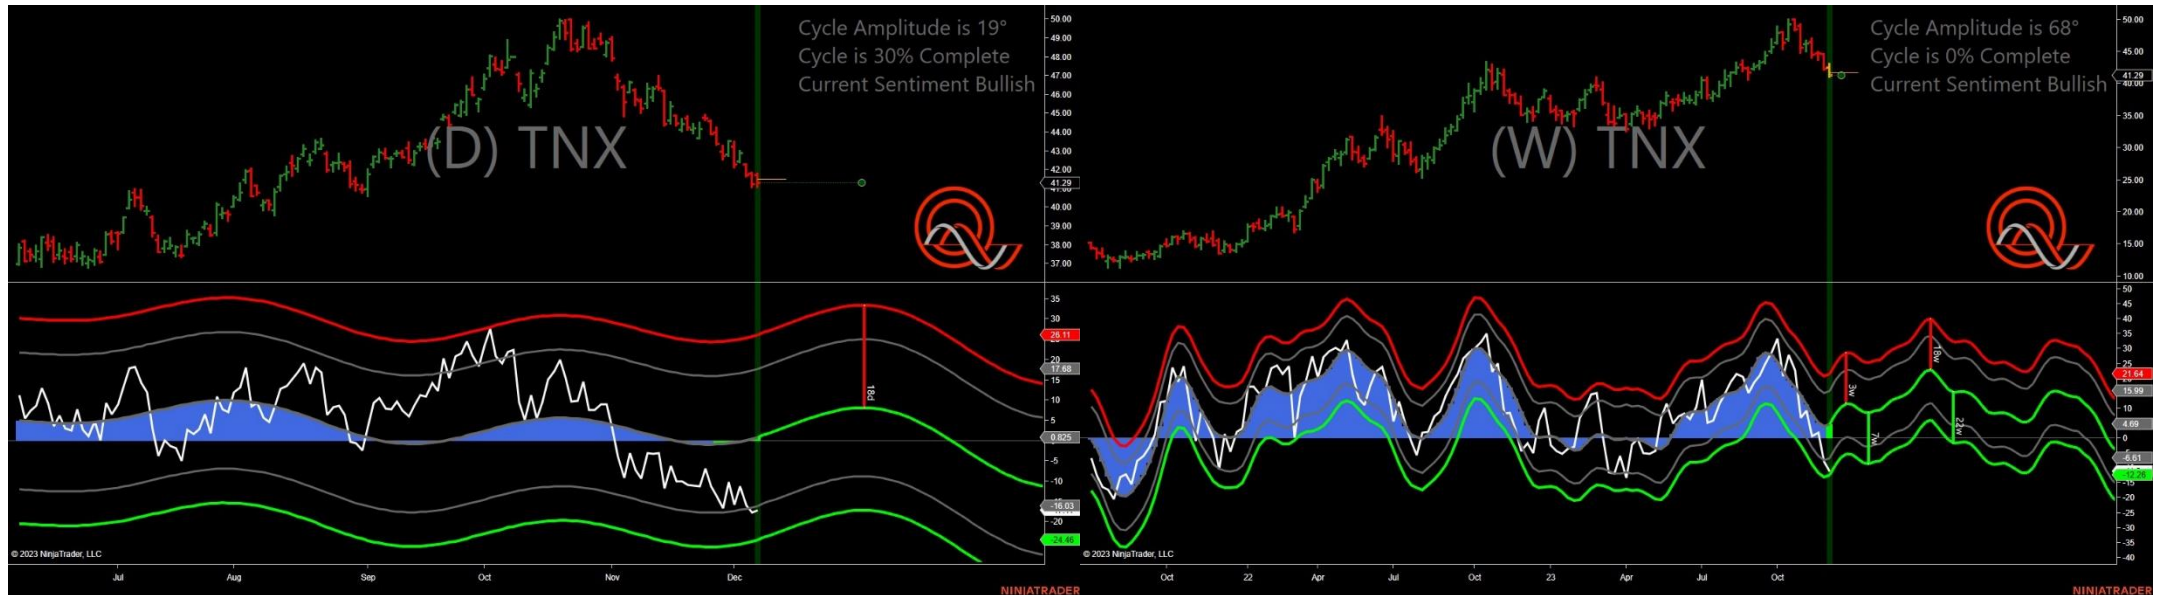 Cycle Amplitude is 19°
Cycle is 30% Complete
Current Sentiment Bullish
(D) TNX
50.00
49.00
48.00
47.00
46.00
45.00
44.00
43.00
42.00
41.29
41.00
40.00
39.00
38.00
37.00
35
30
26.11
20
17.68
15
10
5
0.825
-5
-10
-16.03
-20
-24.46
18d
© 2023 NinjaTrader, LLC
Jul
Aug
Sep
Oct
Nov
Dec
NINJATRADER
Cycle Amplitude is 68°
Cycle is 0% Complete
Current Sentiment Bullish
(W) TNX
50.00
45.00
41.29
40.00
35.00
30.00
25.00
20.00
15.00
10.00
50
45
40
35
30
25
21.64
15.99
10
4.69
0
-6.61
-12.26
-15
-20
-25
-30
-35
-40
3w
7w
18w
22w
© 2023 NinjaTrader, LLC
Oct
22
Apr
Jul
Oct
23
Apr
Jul
Oct
NINJATRADER